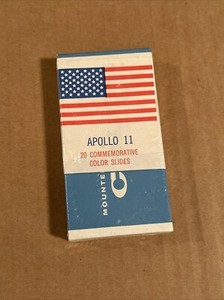 APOLLO 11
20 COMMEMORATIVE
COLOR SLIDES
MOUNTE